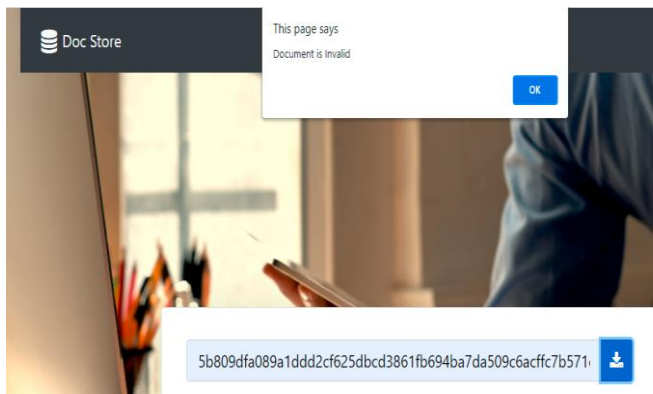 Doc Store
This page says
Document is Invalid
OK
5b809dfa089a1ddd2cf625dbcd3861fb694ba7da509c6acffc7b571